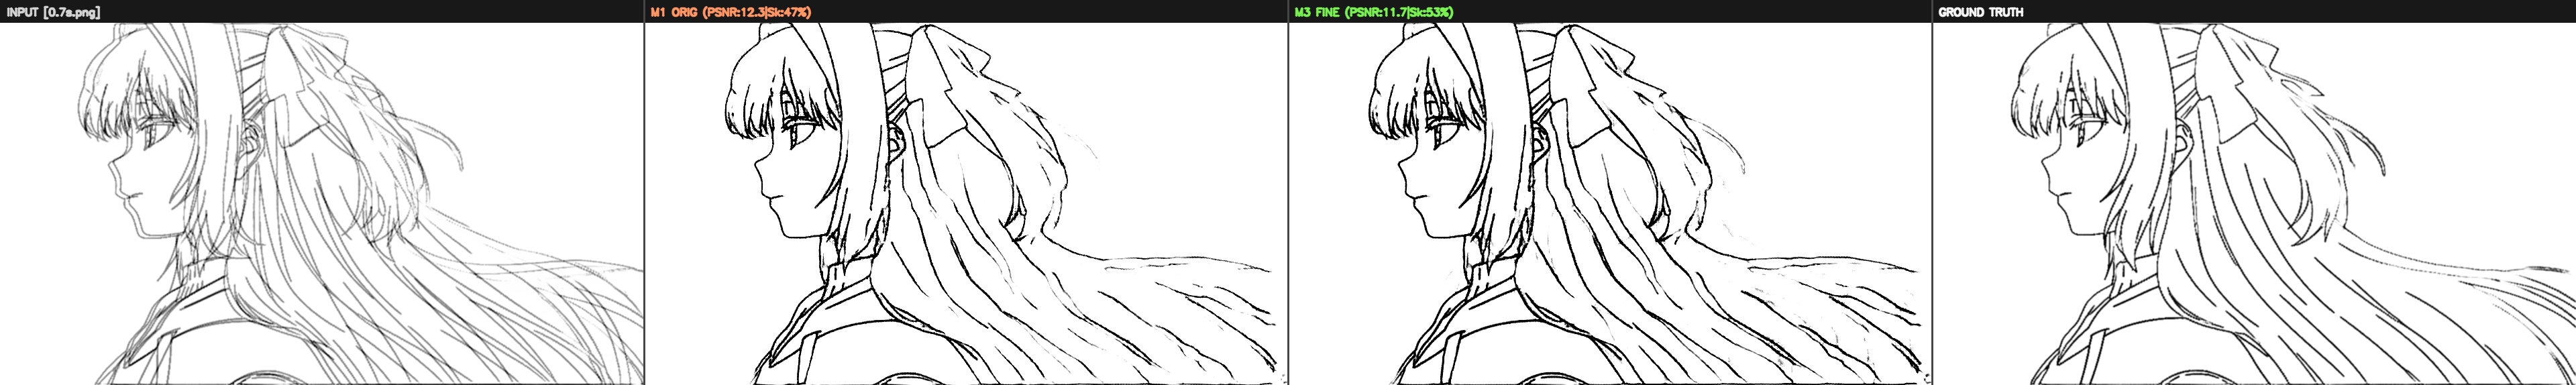 INPUT [0.7s.png]
M1 ORIG (PSNR:12.3|Sk:47%)
M3 FINE (PSNR:11.7|Sk:53%)
GROUND TRUTH